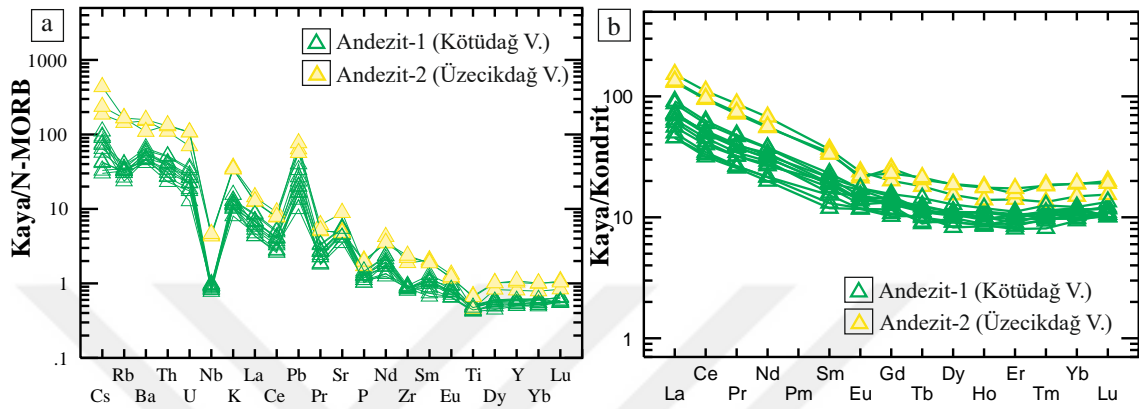 a
Andezit-1 (Kötüdağ V.)
Andezit-2 (Üzecikdağ V.)
Kaya/N-MORB
1000
100
10
1
.1
Rb Th Nb La Pb Sr Nd Sm Ti Y Lu
Cs Ba U K Ce Pr P Zr Eu Dy Yb
b
Kaya/Kondrit
100
10
1
Andezit-1 (Kötüdağ V.)
Andezit-2 (Üzecikdağ V.)
Ce Nd Sm Gd Dy Er Yb
La Pr Pm Eu Tb Ho Tm Lu